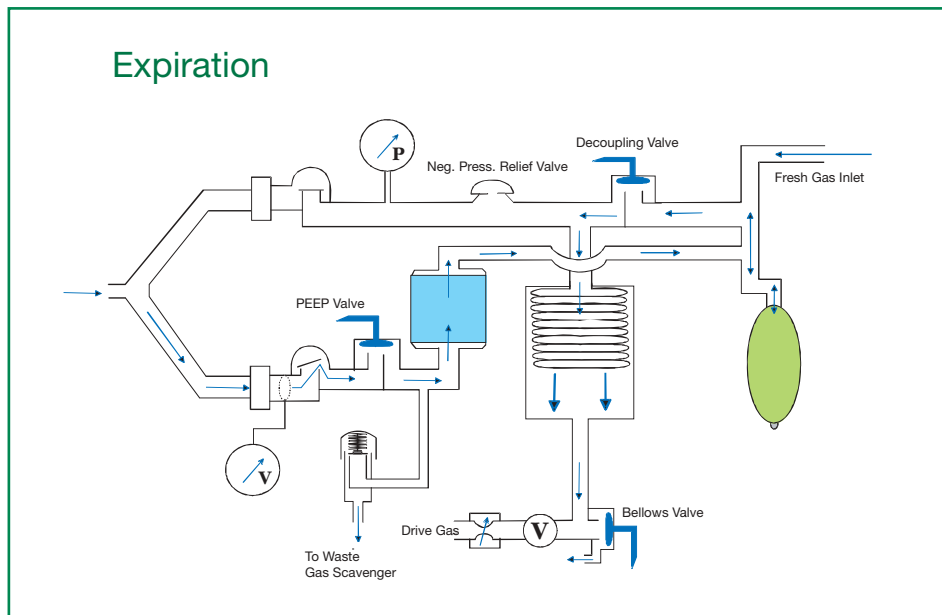 Expiration
P
Neg. Press. Relief Valve
Decoupling Valve
Fresh Gas Inlet
PEEP Valve
V
To Waste
Gas Scavenger
Drive Gas
V
Bellows Valve